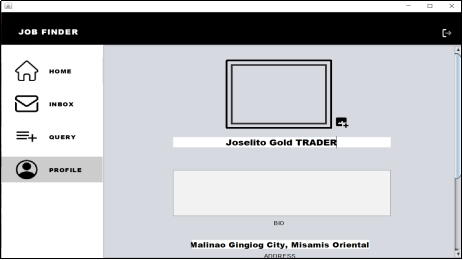 JOB FINDER
HOME
INBOX
QUERY
PROFILE
Joselito Gold TRADER
BIO
Malinao Gingiog City, Misamis Oriental
ADDRESS